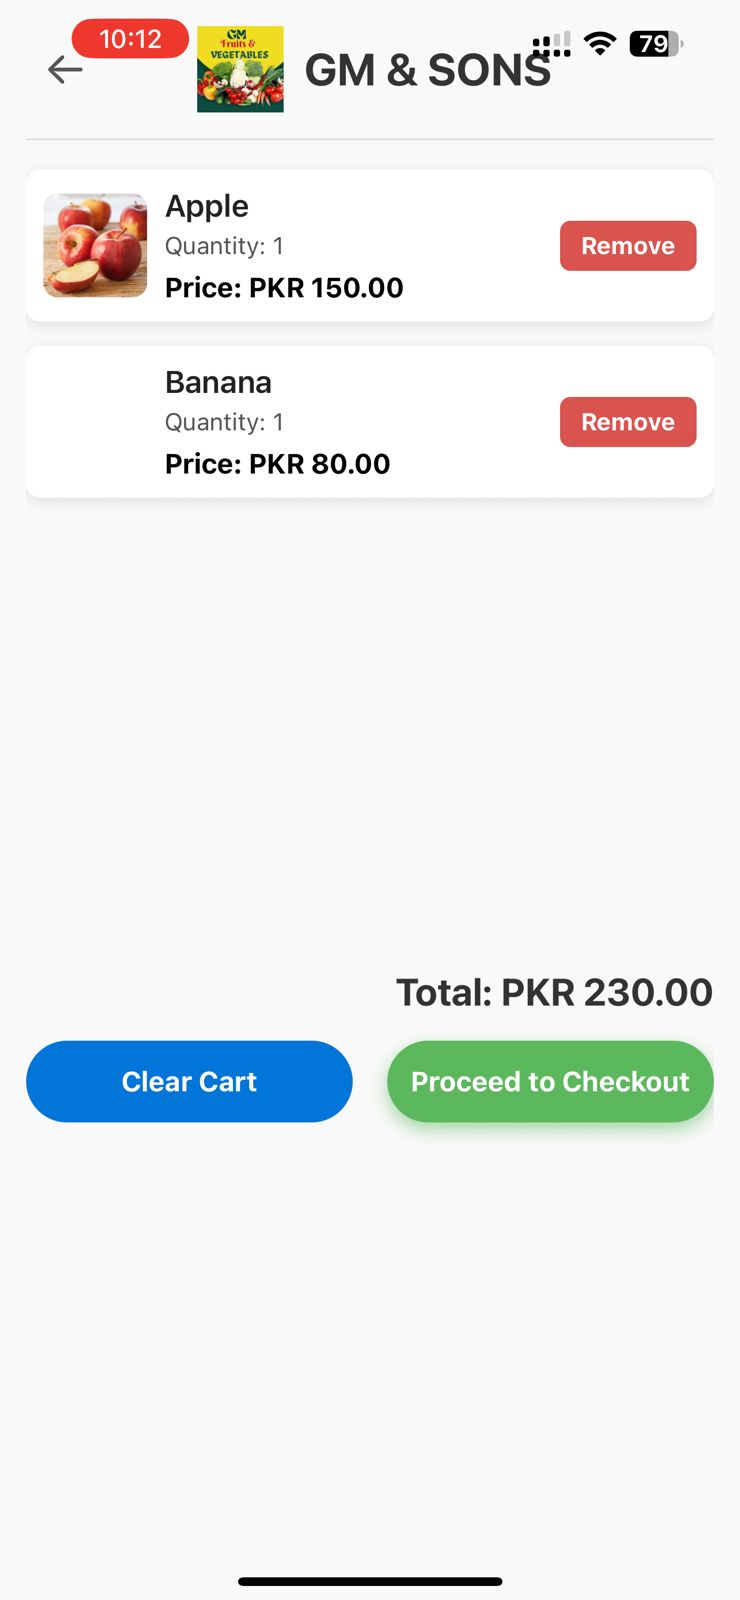 10:12
79
GM
Fruits &
VEGETABLES
GM & SONS
Apple
Quantity: 1
Price: PKR 150.00
Remove
Banana
Quantity: 1
Price: PKR 80.00
Remove
Total: PKR 230.00
Clear Cart
Proceed to Checkout